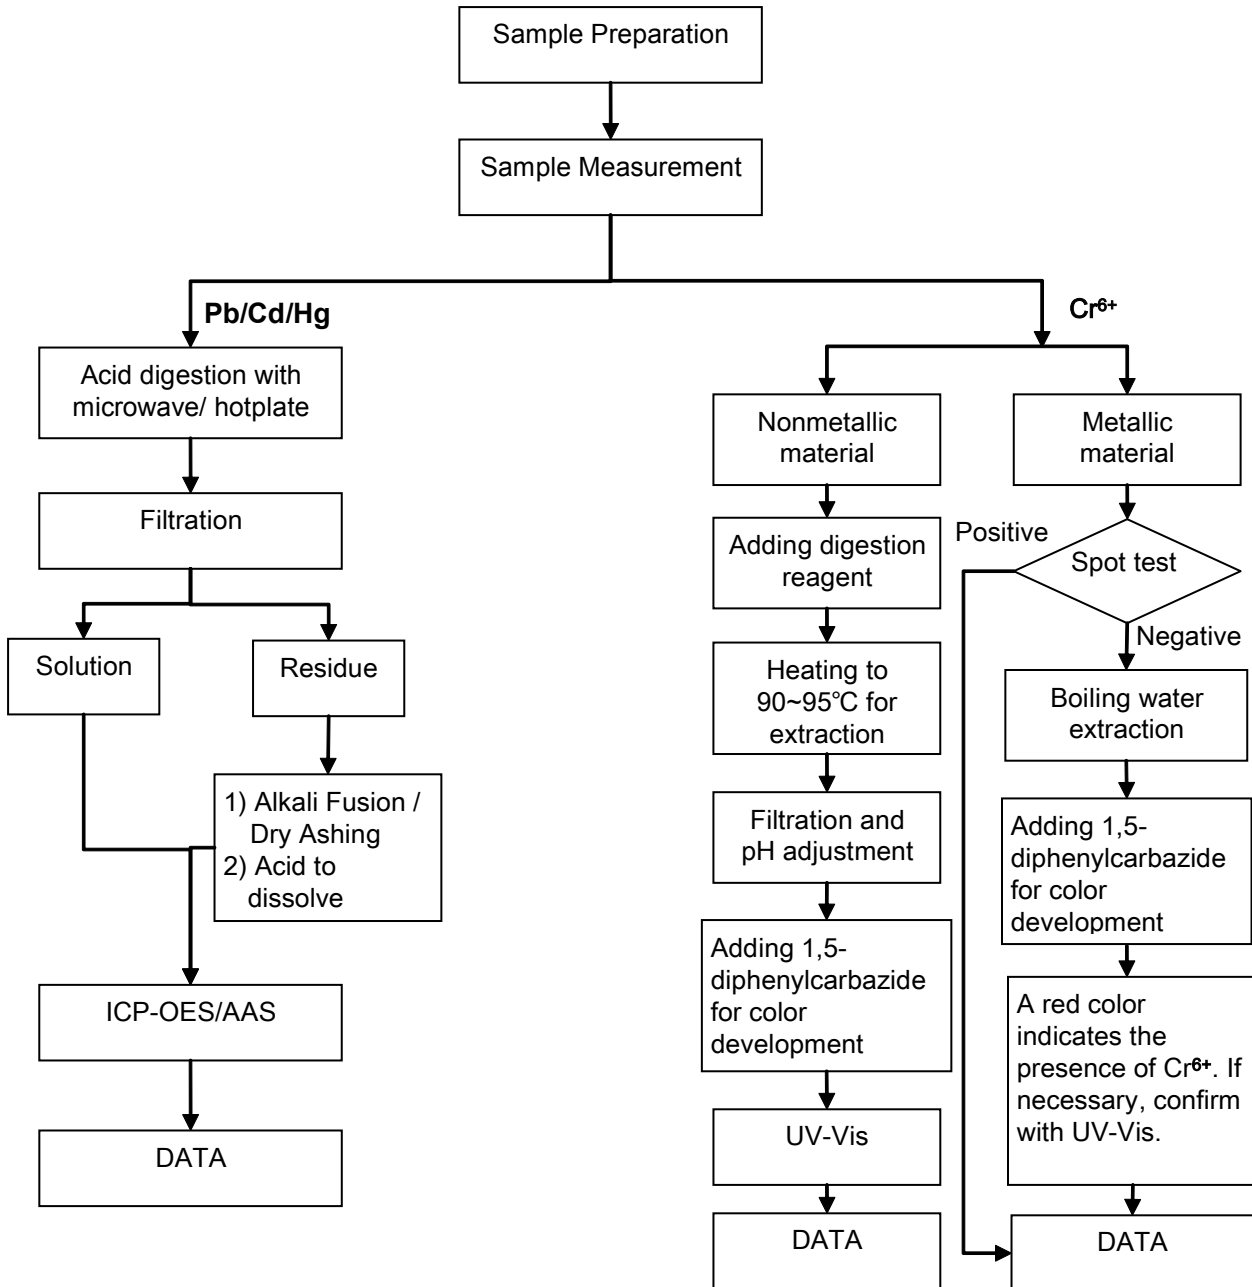 Sample Preparation
Sample Measurement
Pb/Cd/Hg
Cr⁶⁺
Acid digestion with
microwave/ hotplate
Filtration
Solution
Residue
1) Alkali Fusion /
Dry Ashing
2) Acid to
dissolve
ICP-OES/AAS
DATA
Nonmetallic
material
Adding digestion
reagent
Heating to
90~95℃ for
extraction
Filtration and
pH adjustment
Adding 1,5-
diphenylcarbazide
for color
development
UV-Vis
DATA
Metallic
material
Positive
Spot test
Negative
Boiling water
extraction
Adding 1,5-
diphenylcarbazide
for color
development
A red color
indicates the
presence of Cr⁶⁺. If
necessary, confirm
with UV-Vis.
DATA